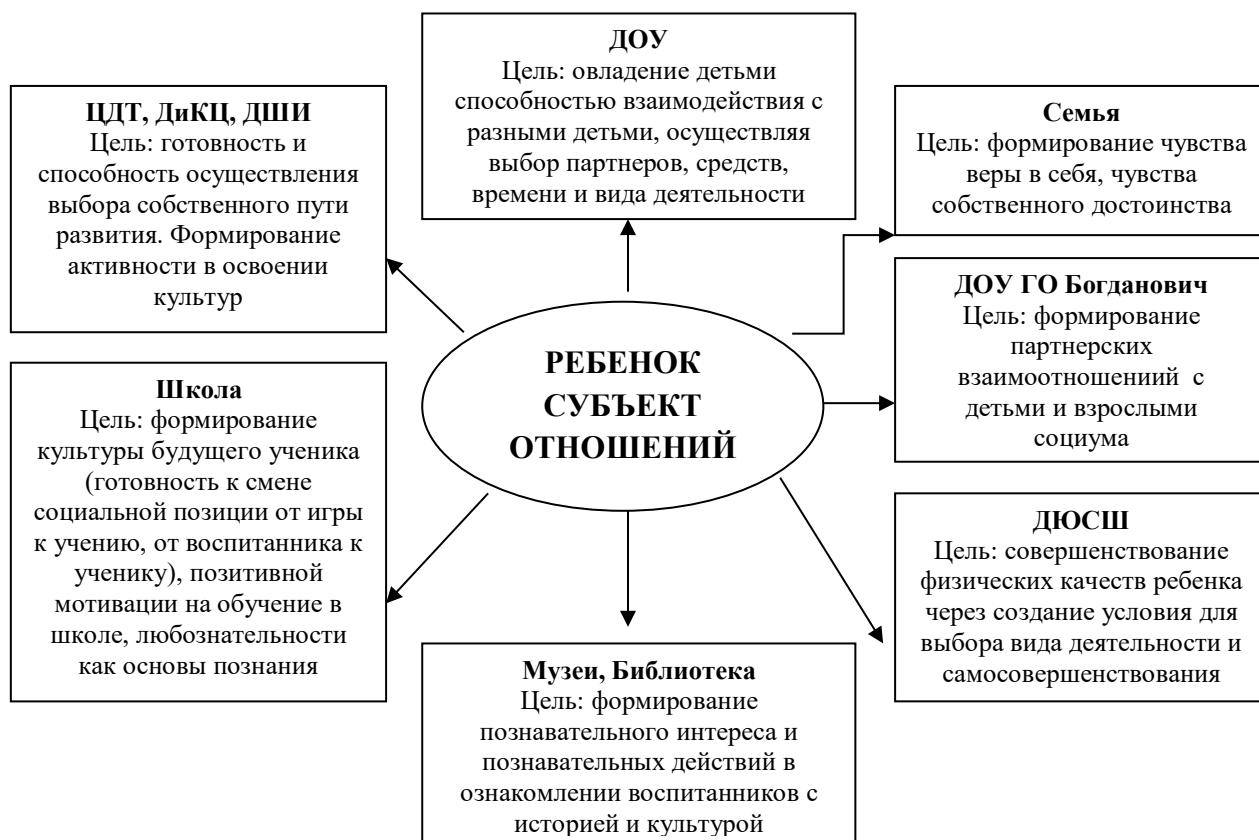 ДОУ
Цель: овладение детьми
способностью взаимодействия с
разными детьми, осуществляя
выбор партнеров, средств,
времени и вида деятельности
ЦДТ, ДиКЦ, ДШИ
Цель: готовность и
способность осуществления
выбора собственного пути
развития. Формирование
активности в освоении
культур
Семья
Цель: формирование чувства
веры в себя, чувства
собственного достоинства
ДОУ ГО Богданович
Цель: формирование
партнерских
взаимоотношениий с
детьми и взрослыми
социума
РЕБЕНОК
СУБЪЕКТ
ОТНОШЕНИЙ
Школа
Цель: формирование
культуры будущего ученика
(готовность к смене
социальной позиции от игры
к учению, от воспитанника к
ученику), позитивной
мотивации на обучение в
школе, любознательности
как основы познания
ДЮСШ
Цель: совершенствование
физических качеств ребенка
через создание условия для
выбора вида деятельности и
самосовершенствования
Музеи, Библиотека
Цель: формирование
познавательного интереса и
познавательных действий в
ознакомлении воспитанников с
историей и культурой